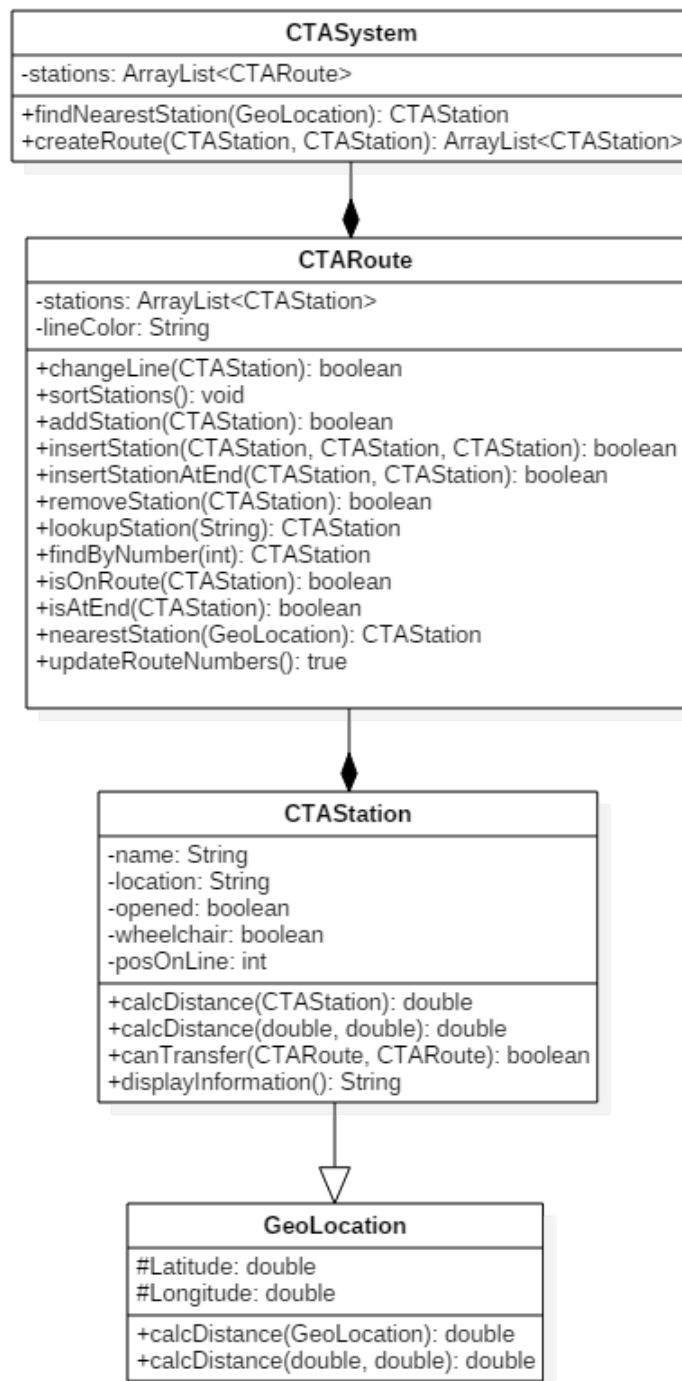 CTASystem
-stations: ArrayList<CTARoute>
+findNearestStation(GeoLocation): CTAStation
+createRoute(CTAStation, CTAStation): ArrayList<CTAStation>
CTARoute
-stations: ArrayList<CTAStation>
-lineColor: String
+changeLine(CTAStation): boolean
+sortStations(): void
+addStation(CTAStation): boolean
+insertStation(CTAStation, CTAStation, CTAStation): boolean
+insertStationAtEnd(CTAStation, CTAStation): boolean
+removeStation(CTAStation): boolean
+lookupStation(String): CTAStation
+findByNumber(int): CTAStation
+isOnRoute(CTAStation): boolean
+isAtEnd(CTAStation): boolean
+nearestStation(GeoLocation): CTAStation
+updateRouteNumbers(): true
CTAStation
-name: String
-location: String
-opened: boolean
-wheelchair: boolean
-posOnLine: int
+calcDistance(CTAStation): double
+calcDistance(double, double): double
+canTransfer(CTARoute, CTARoute): boolean
+displayInformation(): String
GeoLocation
#Latitude: double
#Longitude: double
+calcDistance(GeoLocation): double
+calcDistance(double, double): double